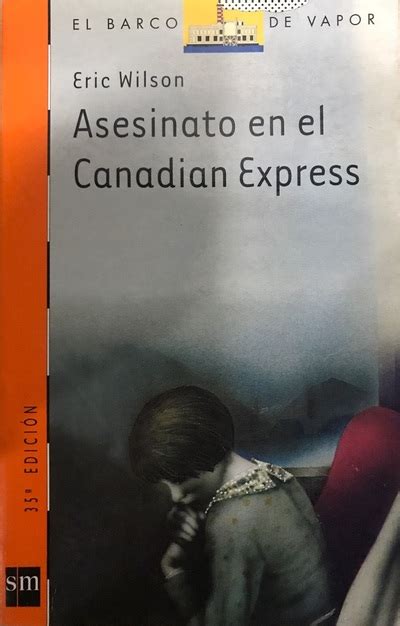 EL BARCO DE VAPOR
Eric Wilson
Asesinato en el
Canadian Express
35ª EDICIÓN
sm